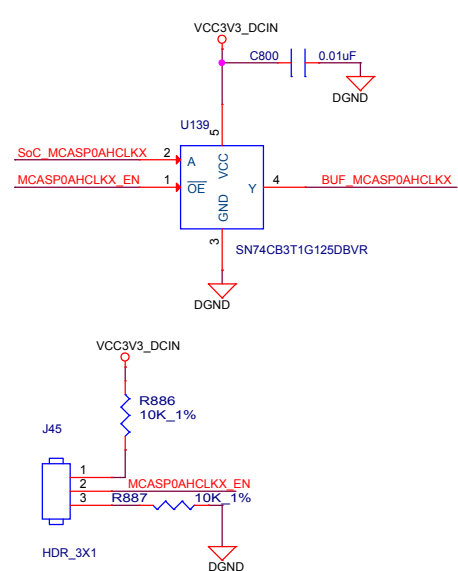 VCC3V3_DCIN
C800 0.01uF
DGND
U139
5
SoC_MCASP0AHCLKX 2 A VCC
MCASP0AHCLKX_EN 1 OE Y 4 BUF_MCASP0AHCLKX
GND
3
SN74CB3T1G125DBVR
DGND
VCC3V3_DCIN
R886
10K_1%
J45
1
2 MCASP0AHCLKX_EN
3 R887 10K_1%
HDR_3X1
DGND